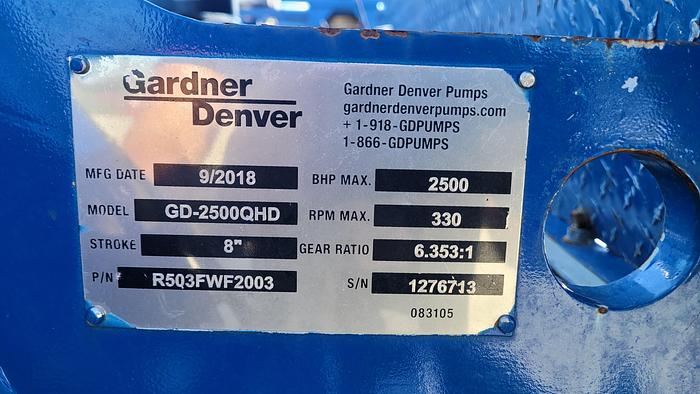 Gardner
Denver
Gardner Denver Pumps
gardnerdenverpumps.com
+ 1-918-GDPUMPS
1-866-GDPUMPS
MFG DATE 9/2018 BHP MAX. 2500
MODEL GD-2500QHD RPM MAX. 330
STROKE 8" GEAR RATIO 6.353:1
P/N R5Q3FWF2003 S/N 1276713
083105